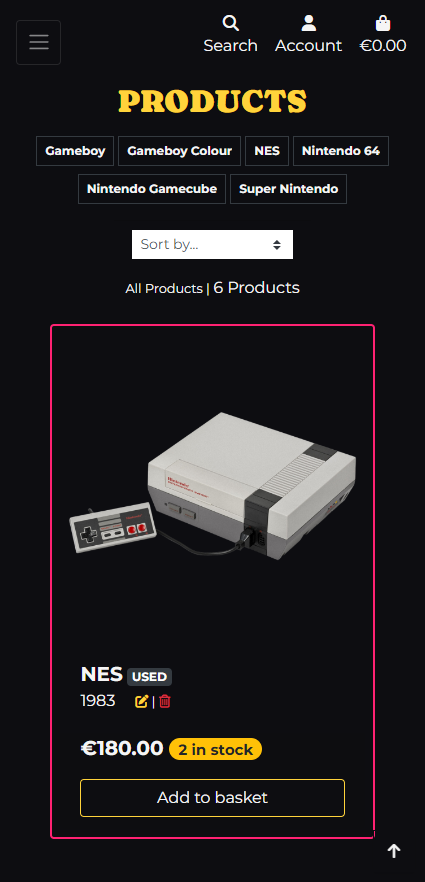 Search Account €0.00
PRODUCTS
Gameboy Gameboy Colour NES Nintendo 64
Nintendo Gamecube Super Nintendo
Sort by...
All Products | 6 Products
Nintendo
NES USED
1983 |
€180.00 2 in stock
Add to basket